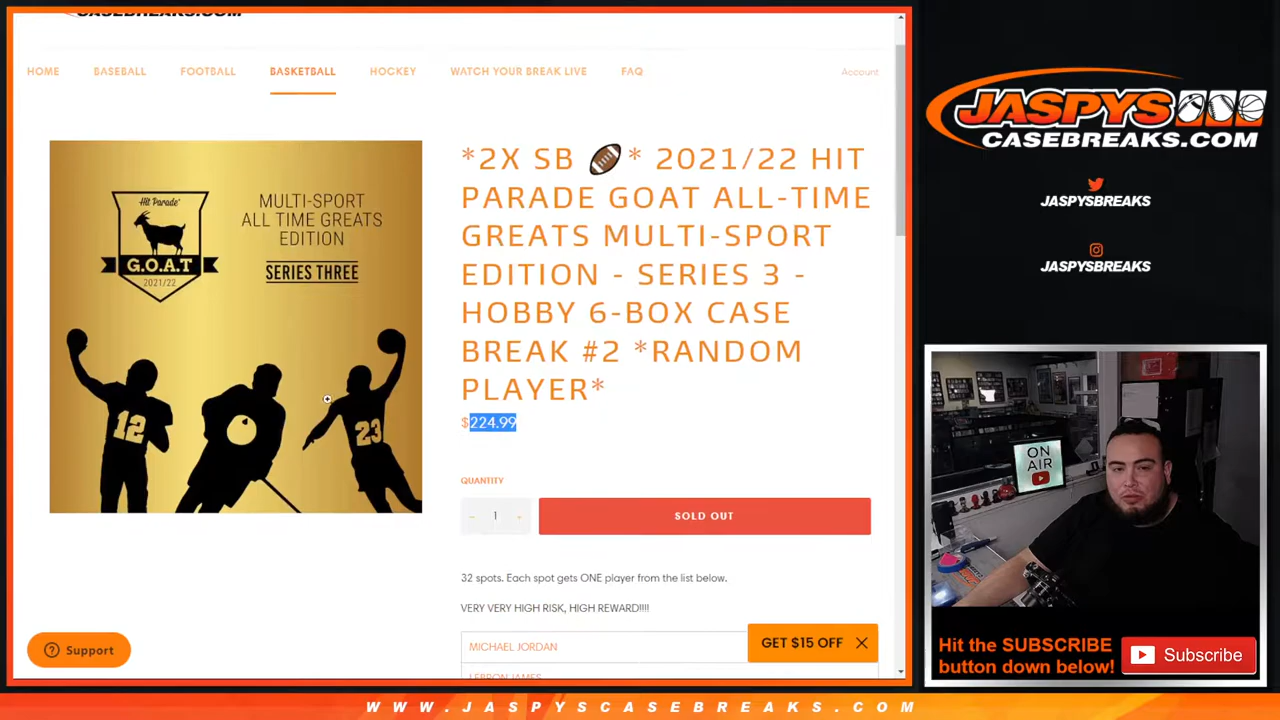 CASEBREAKS.COM
HOME BASEBALL FOOTBALL BASKETBALL HOCKEY WATCH YOUR BREAK LIVE FAQ Account
Hit Parade
G.O.A.T
2021/22
MULTI-SPORT
ALL TIME GREATS
EDITION
SERIES THREE
12
23
*2X SB 🏈* 2021/22 HIT
PARADE GOAT ALL-TIME
GREATS MULTI-SPORT
EDITION - SERIES 3 -
HOBBY 6-BOX CASE
BREAK #2 *RANDOM
PLAYER*
$224.99
QUANTITY
− 1 +
SOLD OUT
32 spots. Each spot gets ONE player from the list below.
VERY VERY HIGH RISK, HIGH REWARD!!!!
MICHAEL JORDAN
LEBRON JAMES
GET $15 OFF
Support
JASPYS
CASEBREAKS.COM
JASPYSBREAKS
JASPYSBREAKS
ON
AIR
Hit the SUBSCRIBE
button down below!
Subscribe
WWW.JASPYSCASEBREAKS.COM